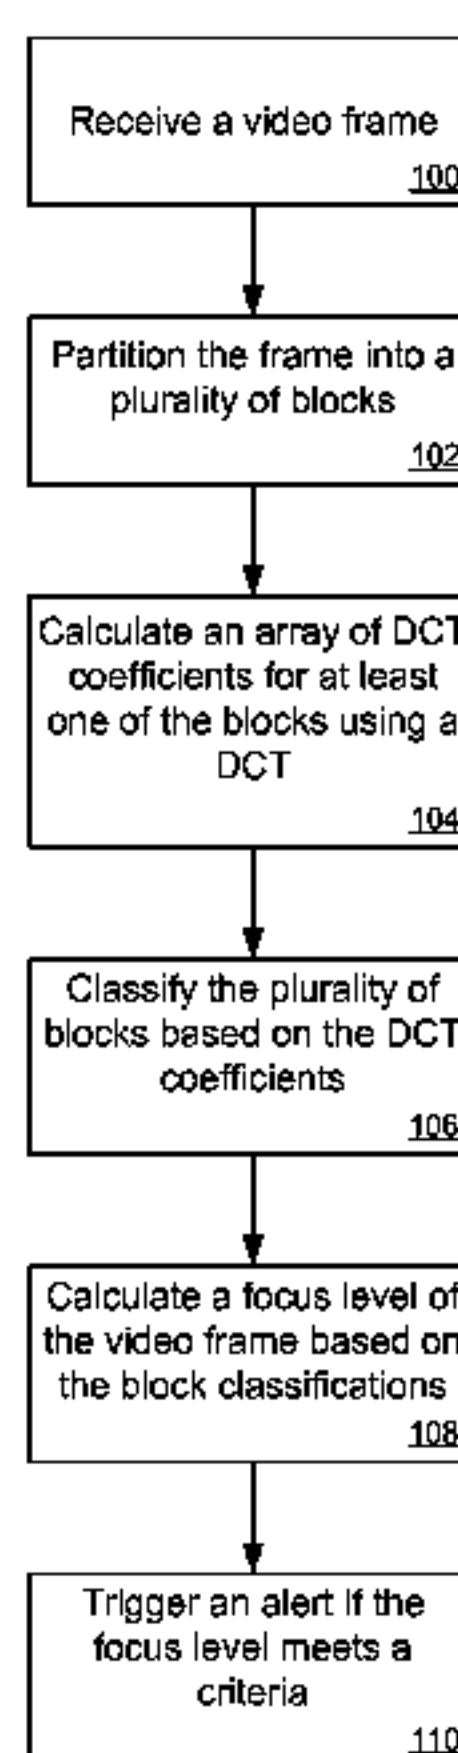 Receive a video frame
100
Partition the frame into a
plurality of blocks
102
Calculate an array of DCT
coefficients for at least
one of the blocks using a
DCT
104
Classify the plurality of
blocks based on the DCT
coefficients
106
Calculate a focus level of
the video frame based on
the block classifications
108
Trigger an alert if the
focus level meets a
criteria
110